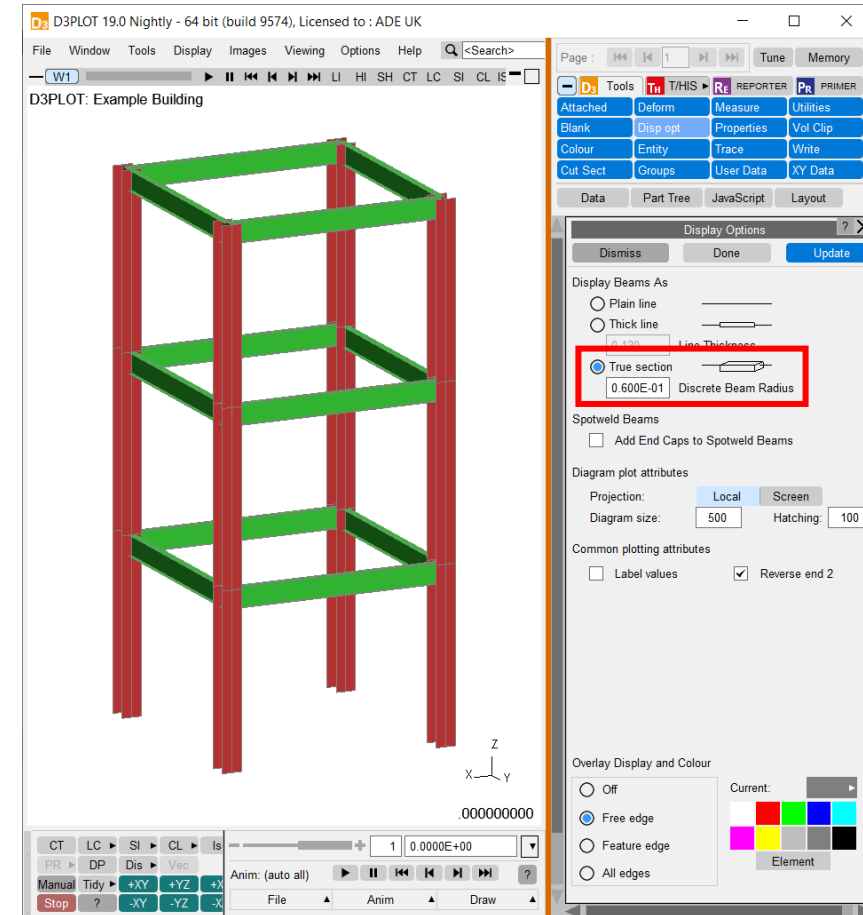 D3PLOT 19.0 Nightly - 64 bit (build 9574), Licensed to : ADE UK
File Window Tools Display Images Viewing Options Help <Search>
W1 LI HI SH CT LC SI CL IS
D3PLOT: Example Building
Z
X Y
.000000000
CT LC SI CL Is
PR DP Dis Vec
Manual Tidy +XY +YZ +X
Stop ? -XY -YZ -X
1 0.0000E+00
Anim: (auto all) ?
File Anim Draw
Page : 1 Tune Memory
D3 Tools TH T/HIS RE REPORTER PR PRIMER
Attached Deform Measure Utilities
Blank Disp opt Properties Vol Clip
Colour Entity Trace Write
Cut Sect Groups User Data XY Data
Data Part Tree JavaScript Layout
Display Options ? X
Dismiss Done Update
Display Beams As
Plain line
Thick line
0.120 Line Thickness
True section
0.600E-01 Discrete Beam Radius
Spotweld Beams
Add End Caps to Spotweld Beams
Diagram plot attributes
Projection: Local Screen
Diagram size: 500 Hatching: 100
Common plotting attributes
Label values Reverse end 2
Overlay Display and Colour
Off Current:
Free edge
Feature edge
Element
All edges